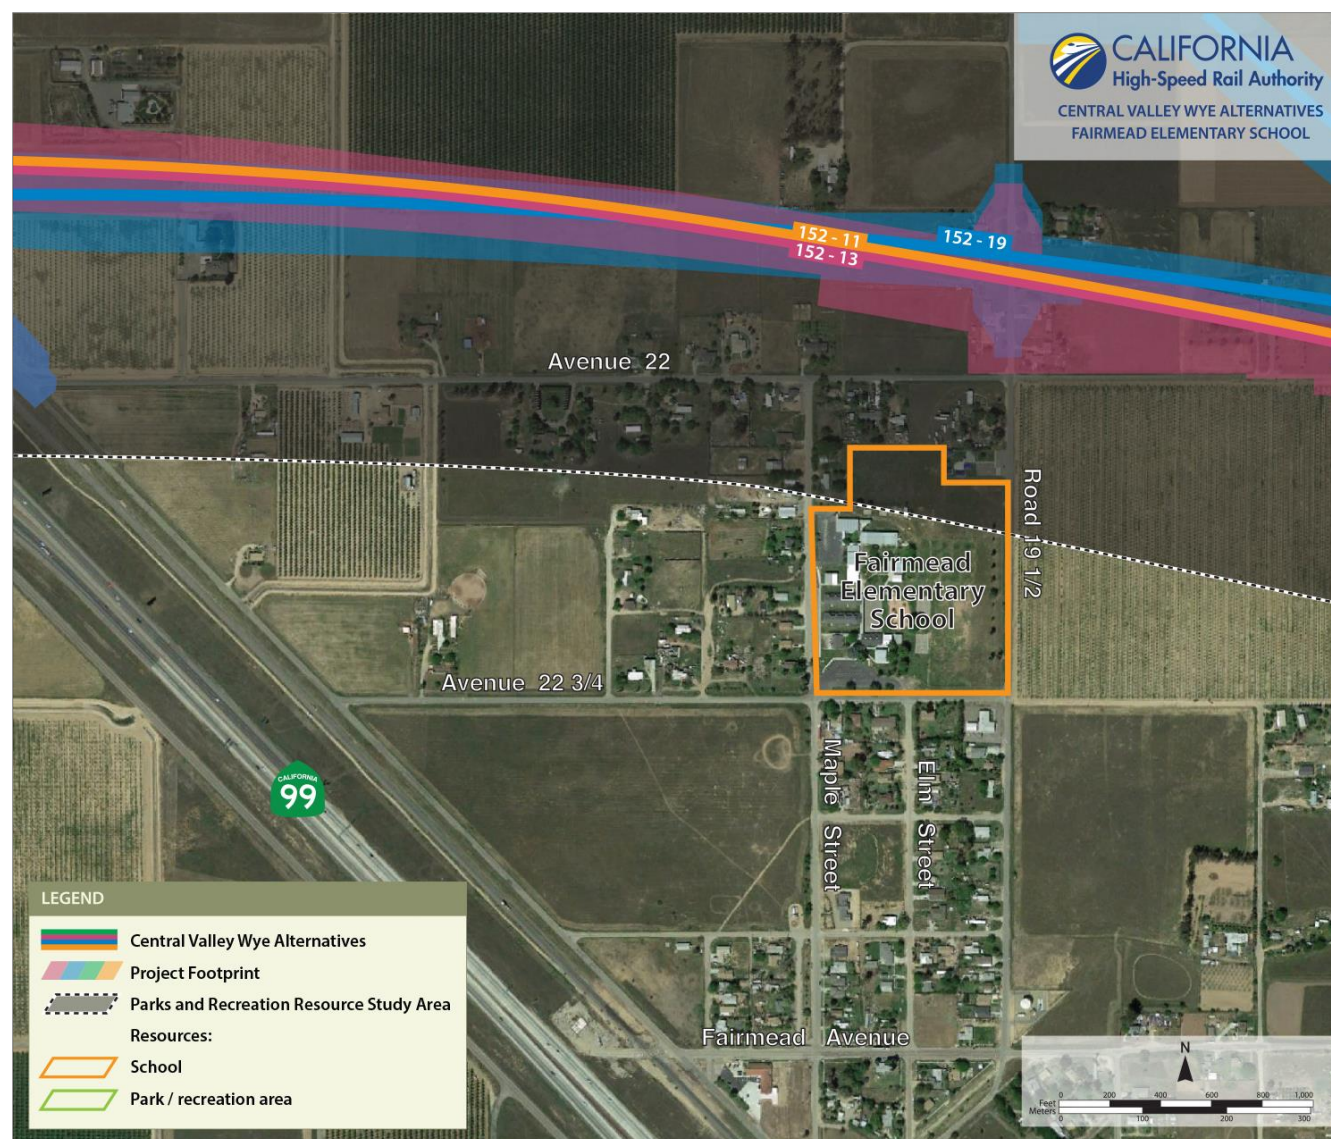 CALIFORNIA
High-Speed Rail Authority
CENTRAL VALLEY WYE ALTERNATIVES
FAIRMEAD ELEMENTARY SCHOOL
152 - 11
152 - 19
152 - 13
Avenue 22
Road 19 1/2
Fairmead
Elementary
School
Avenue 22 3/4
Maple Street
Elm Street
CALIFORNIA
99
LEGEND
Central Valley Wye Alternatives
Project Footprint
Parks and Recreation Resource Study Area
Resources:
School
Park / recreation area
Fairmead Avenue
N
0 200 400 600 800 1,000
Feet
Meters
0 100 200 300